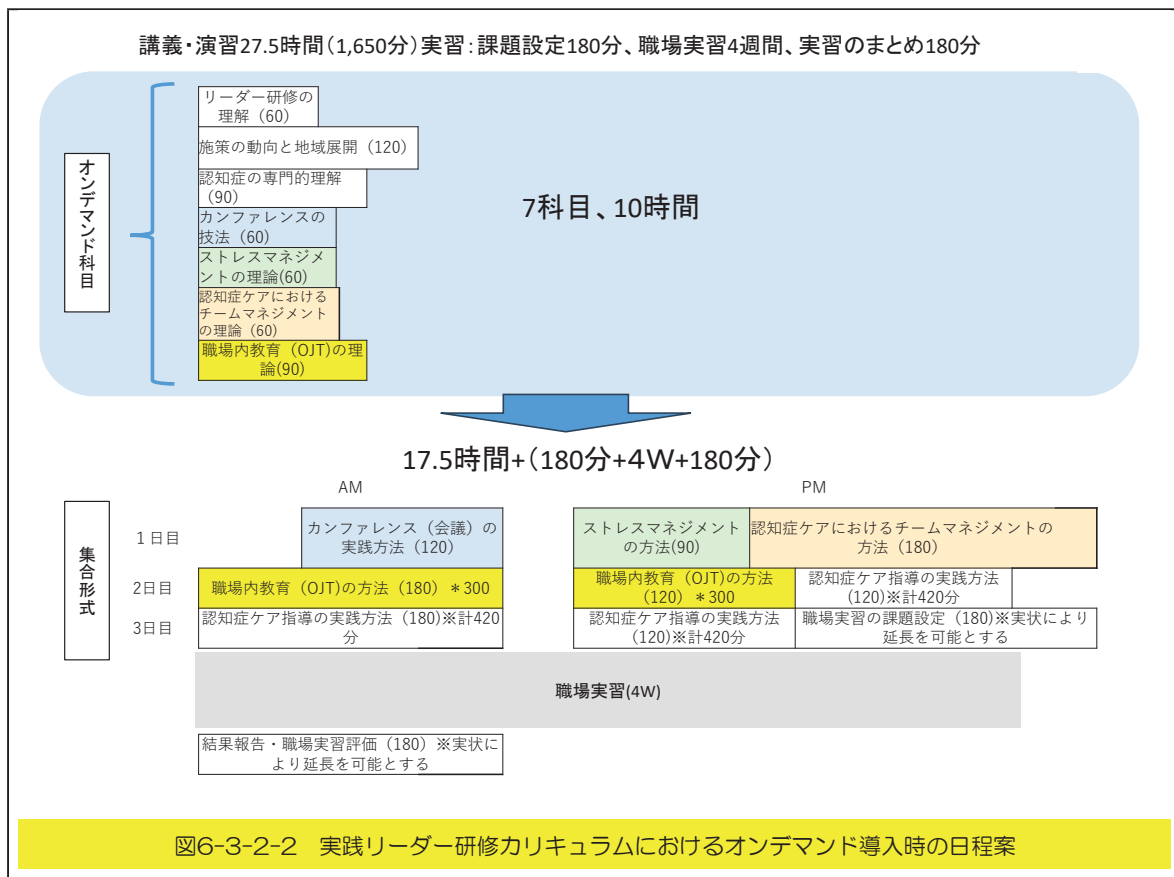 講義・演習27.5時間(1,650分)実習：課題設定180分、職場実習4週間、実習のまとめ180分
オンデマンド科目
リーダー研修の
理解（60）
施策の動向と地域展開（120）
認知症の専門的理解
（90）
カンファレンスの
技法（60）
ストレスマネジメ
ントの理論(60)
認知症ケアにおける
チームマネジメント
の理論（60）
職場内教育（OJT)の理
論(90)
7科目、10時間
17.5時間+(180分+4W+180分)
AM
PM
集合形式
1日目
カンファレンス（会議）の
実践方法（120）
ストレスマネジメント
の方法(90)
認知症ケアにおけるチームマネジメントの
方法（180）
2日目
職場内教育（OJT)の方法（180）＊300
職場内教育（OJT)の方法
（120）＊300
認知症ケア指導の実践方法
(120)※計420分
3日目
認知症ケア指導の実践方法（180)※計420
分
認知症ケア指導の実践方法
(120)※計420分
職場実習の課題設定（180)※実状により
延長を可能とする
職場実習(4W)
結果報告・職場実習評価（180）※実状に
より延長を可能とする
図6-3-2-2　実践リーダー研修カリキュラムにおけるオンデマンド導入時の日程案